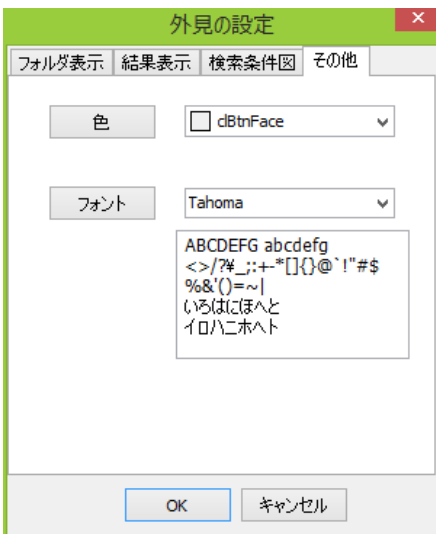 外見の設定
フォルダ表示 結果表示 検索条件図 その他
色 clBtnFace
フォント Tahoma
ABCDEFG abcdefg
<>/?¥_;:+-*[]{}@`!"#$
%&'()=~|
いろはにほへと
イロハニホヘト
OK キャンセル